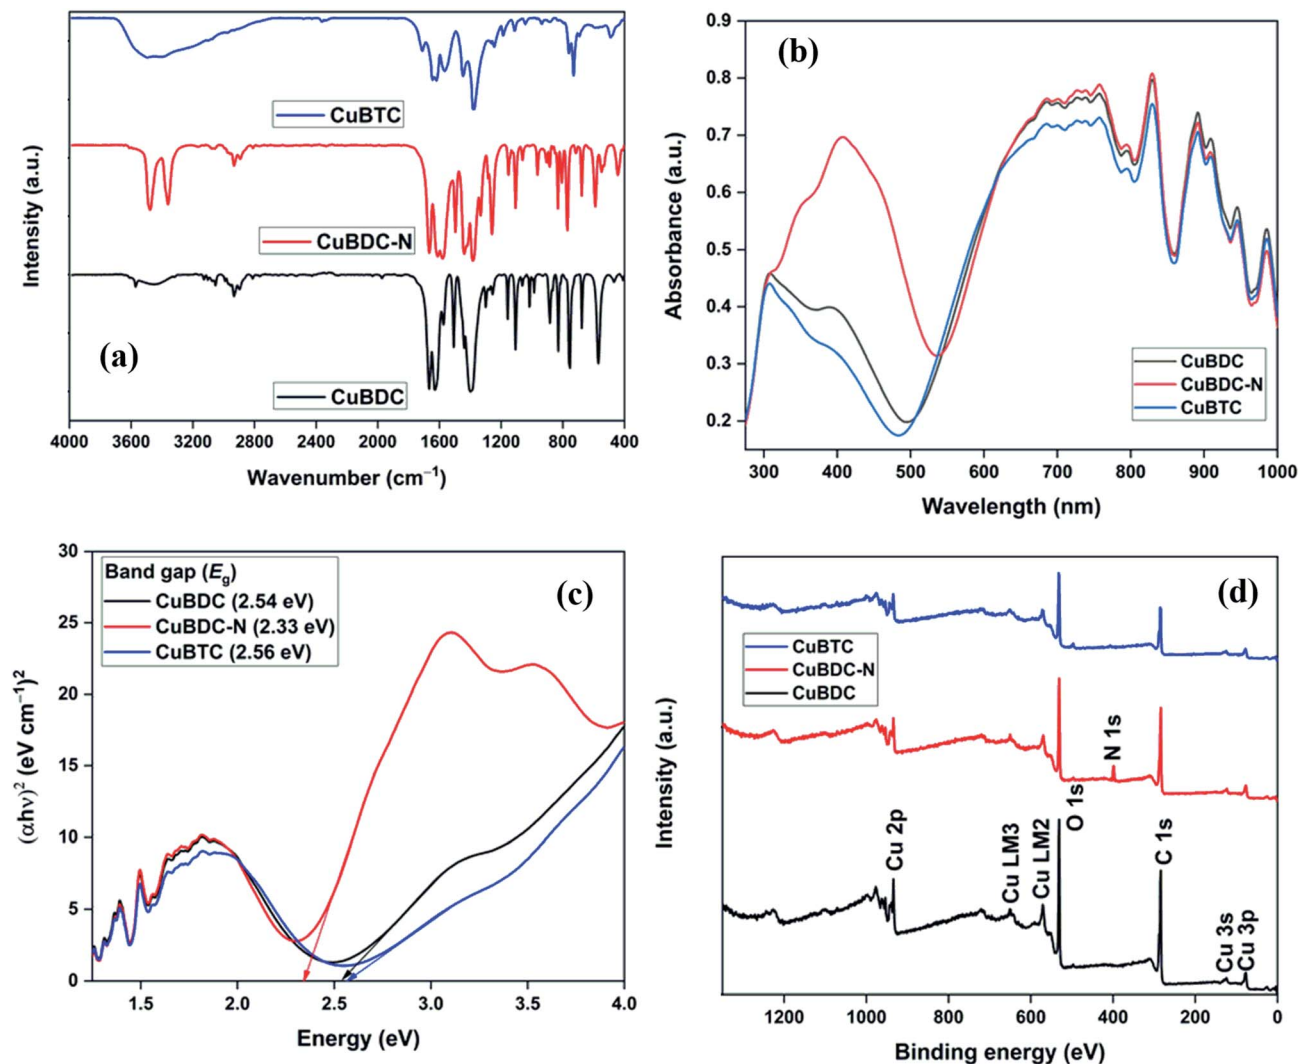 CuBTC
CuBDC-N
CuBDC
(a)
Intensity (a.u.)
4000 3600 3200 2800 2400 2000 1600 1200 800 400
Wavenumber (cm⁻¹)
(b)
0.9
0.8
0.7
0.6
0.5
0.4
0.3
0.2
Absorbance (a.u.)
CuBDC
CuBDC-N
CuBTC
300 400 500 600 700 800 900 1000
Wavelength (nm)
30
25
20
15
10
5
0
(αhν)² (eV cm⁻¹)²
Band gap (Eg)
CuBDC (2.54 eV)
CuBDC-N (2.33 eV)
CuBTC (2.56 eV)
(c)
1.5 2.0 2.5 3.0 3.5 4.0
Energy (eV)
(d)
Intensity (a.u.)
CuBTC
CuBDC-N
CuBDC
Cu 2p
Cu LM3
Cu LM2
O 1s
N 1s
C 1s
Cu 3s
Cu 3p
1200 1000 800 600 400 200 0
Binding energy (eV)